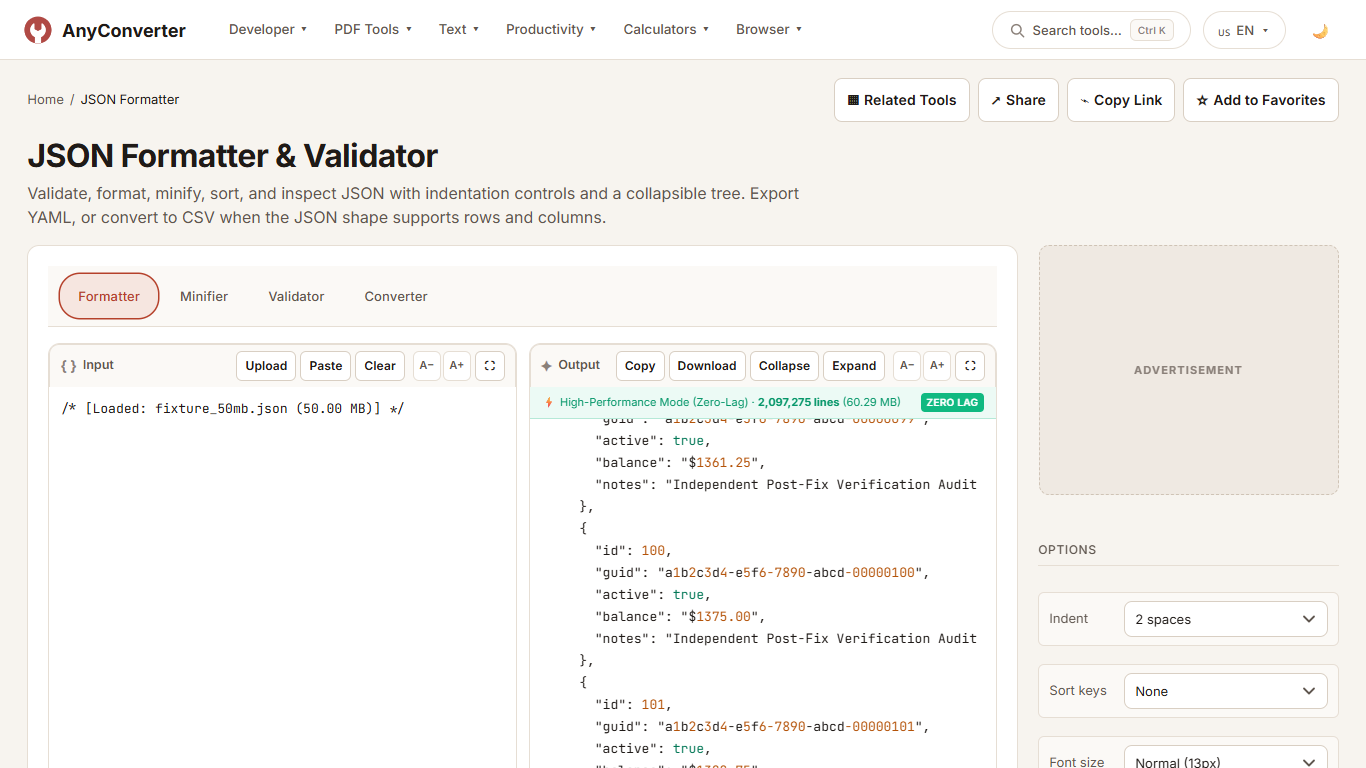 AnyConverter
Developer ▾
PDF Tools ▾
Text ▾
Productivity ▾
Calculators ▾
Browser ▾
Search tools...
Ctrl K
US EN ▾
Home / JSON Formatter
Related Tools
↗ Share
Copy Link
☆ Add to Favorites
JSON Formatter & Validator
Validate, format, minify, sort, and inspect JSON with indentation controls and a collapsible tree. Export
YAML, or convert to CSV when the JSON shape supports rows and columns.
Formatter
Minifier
Validator
Converter
{ } Input
Upload
Paste
Clear
A−
A+
/* [Loaded: fixture_50mb.json (50.00 MB)] */
Output
Copy
Download
Collapse
Expand
A−
A+
High-Performance Mode (Zero-Lag) · 2,097,275 lines (60.29 MB)
ZERO LAG
"guid": "a1b2c3d4-e5f6-7890-abcd-00000099",
"active": true,
"balance": "$1361.25",
"notes": "Independent Post-Fix Verification Audit
},
{
"id": 100,
"guid": "a1b2c3d4-e5f6-7890-abcd-00000100",
"active": true,
"balance": "$1375.00",
"notes": "Independent Post-Fix Verification Audit
},
{
"id": 101,
"guid": "a1b2c3d4-e5f6-7890-abcd-00000101",
"active": true,
ADVERTISEMENT
OPTIONS
Indent
2 spaces
Sort keys
None
Font size
Normal (13px)